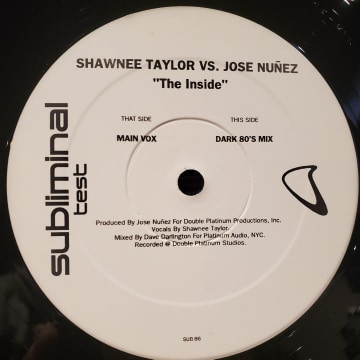 SHAWNEE TAYLOR VS. JOSE NUÑEZ
"The Inside"
THAT SIDE
THIS SIDE
MAIN VOX
DARK 80'S MIX
subliminal
test
Produced By Jose Nuñez For Double Platinum Productions, Inc.
Vocals By Shawnee Taylor.
Mixed By Dave Darlington For Platinum Audio, NYC.
Recorded @ Double Platinum Studios.
SUB 86